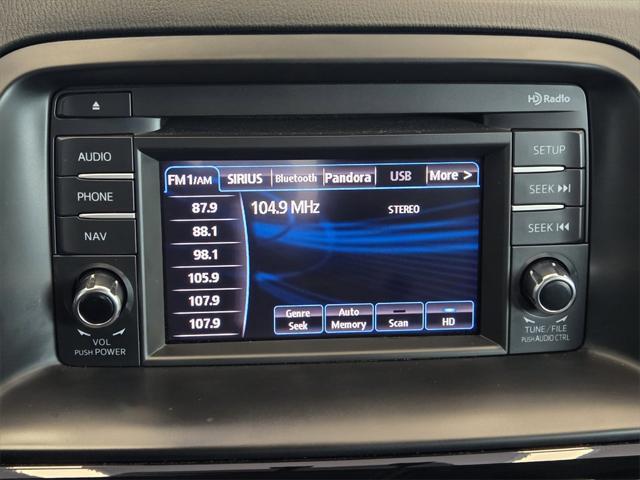 HD Radio
AUDIO
PHONE
NAV
VOL
PUSH POWER
FM1/AM SIRIUS Bluetooth Pandora USB More >
87.9
88.1
98.1
105.9
107.9
107.9
104.9 MHz
STEREO
Genre Seek
Auto Memory
Scan
HD
SETUP
SEEK
SEEK
TUNE/FILE
PUSH AUDIO CTRL